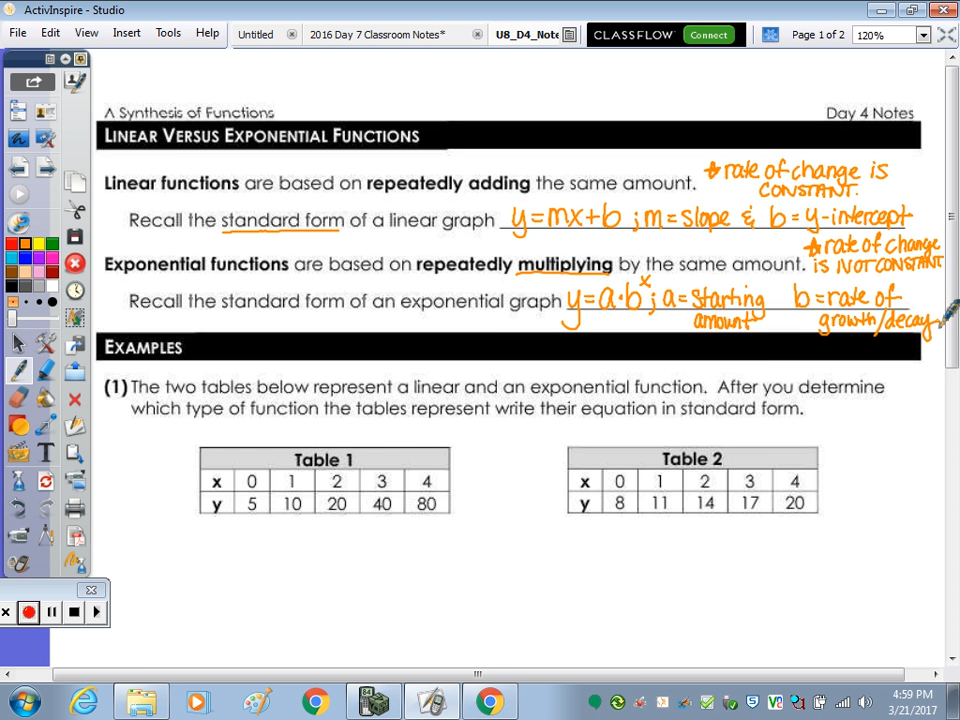 ActivInspire - Studio
File Edit View Insert Tools Help Untitled 2016 Day 7 Classroom Notes* U8_D4_Note CLASSFLOW Connect Page 1 of 2 120%
Λ Synthesis of Functions Day 4 Notes
LINEAR VERSUS EXPONENTIAL FUNCTIONS
* rate of change is
CONSTANT.
Linear functions are based on repeatedly adding the same amount.
Recall the standard form of a linear graph y=mx+b ; m=slope & b=y-intercept
* rate of change
is NOT CONSTANT
Exponential functions are based on repeatedly multiplying by the same amount.
Recall the standard form of an exponential graph y=a·bˣ; a=starting amount b=rate of growth/decay
EXAMPLES
(1) The two tables below represent a linear and an exponential function. After you determine
which type of function the tables represent write their equation in standard form.
Table 1
x 0 1 2 3 4
y 5 10 20 40 80
Table 2
x 0 1 2 3 4
y 8 11 14 17 20
4:59 PM
3/21/2017